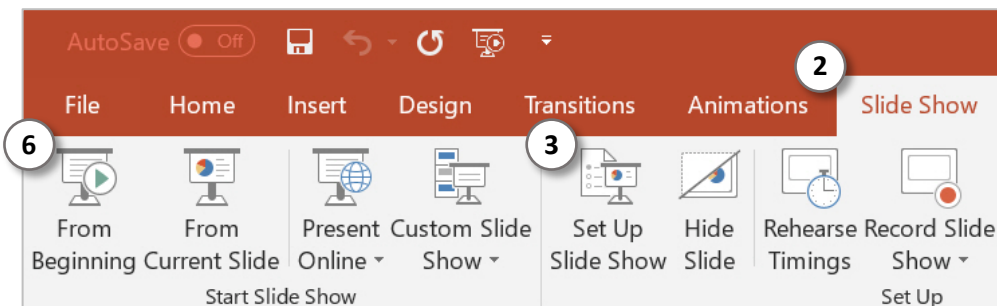 AutoSave Off
2
File Home Insert Design Transitions Animations Slide Show
6 3
From From Present Custom Slide Set Up Hide Rehearse Record Slide
Beginning Current Slide Online Show Slide Show Slide Timings Show
Start Slide Show Set Up